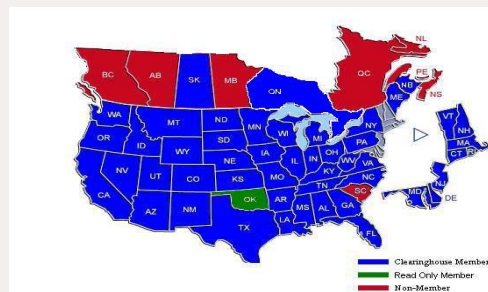 NL
BC
AB
SK
MB
ON
QC
PE
NB
NS
ME
WA
MT
ND
MN
OR
ID
SD
WI
MI
NY
VT
NH
MA
CT
WY
IA
PA
NV
UT
CO
NE
IL
IN
OH
WV
VA
NJ
MD
DE
CA
KS
MO
KY
NC
TN
AZ
NM
OK
AR
SC
MS
AL
GA
TX
LA
FL
Clearinghouse Member
Read Only Member
Non-Member